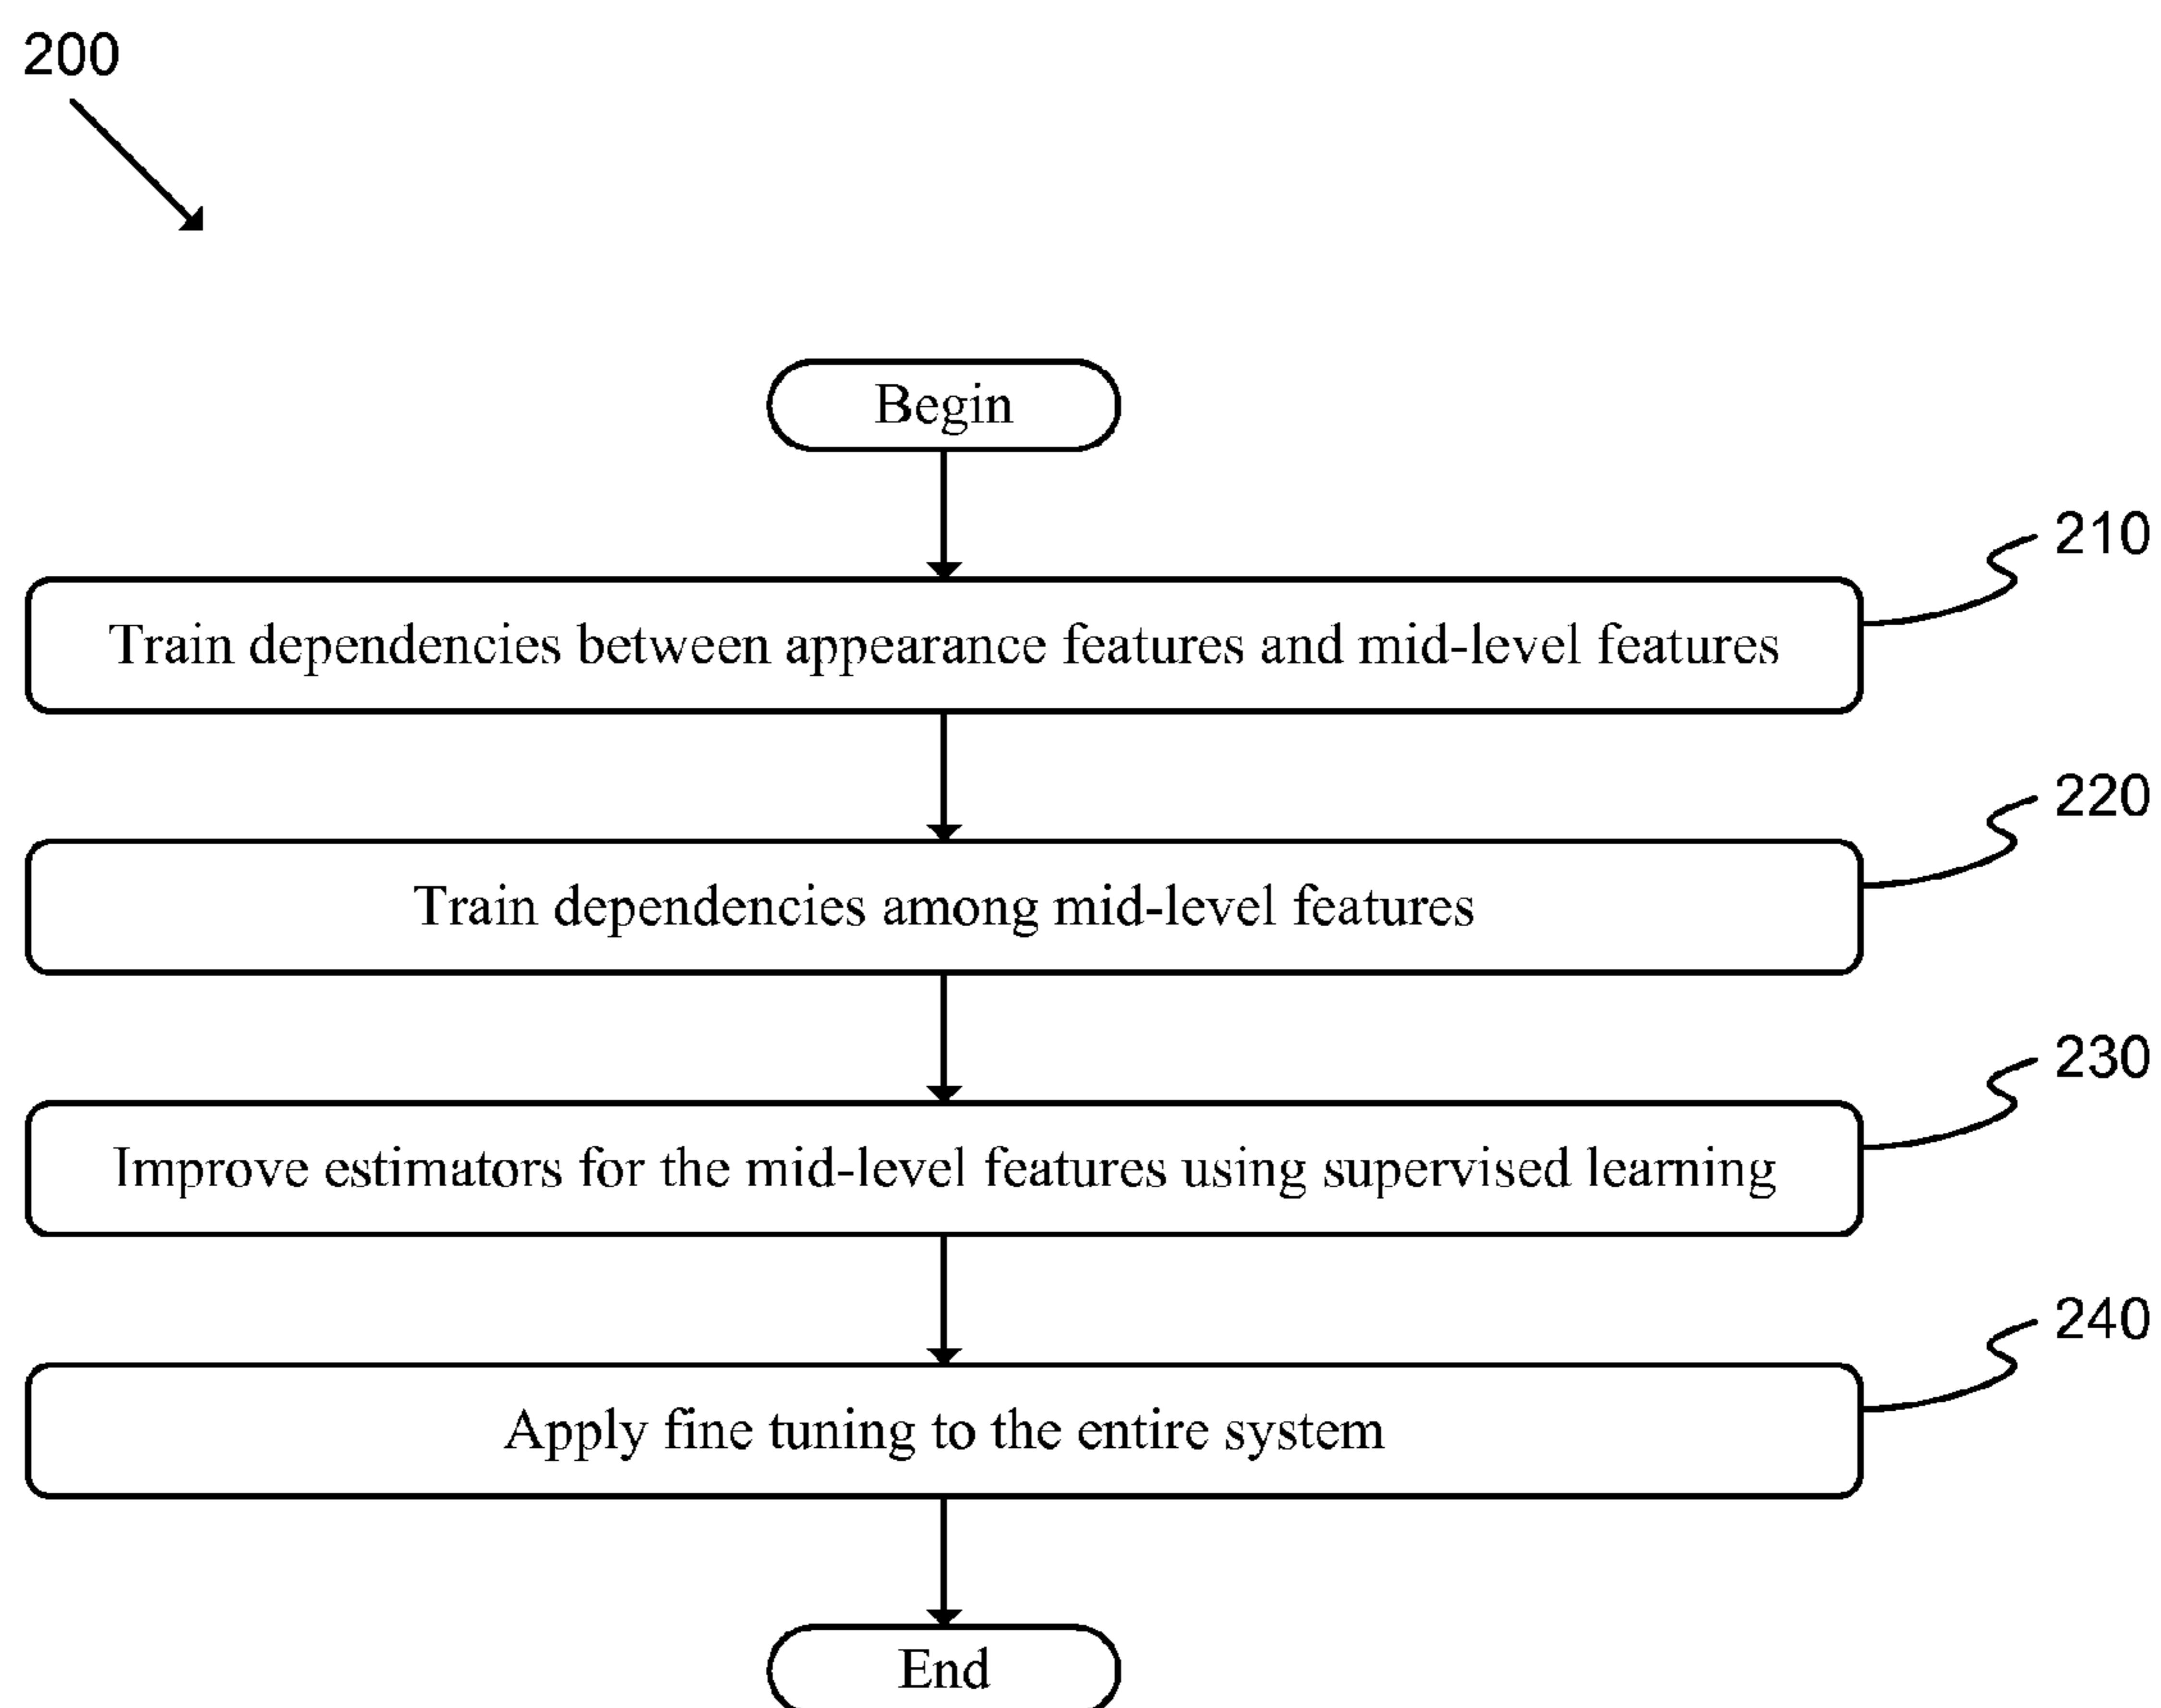 200
Begin
210
Train dependencies between appearance features and mid-level features
220
Train dependencies among mid-level features
230
Improve estimators for the mid-level features using supervised learning
240
Apply fine tuning to the entire system
End